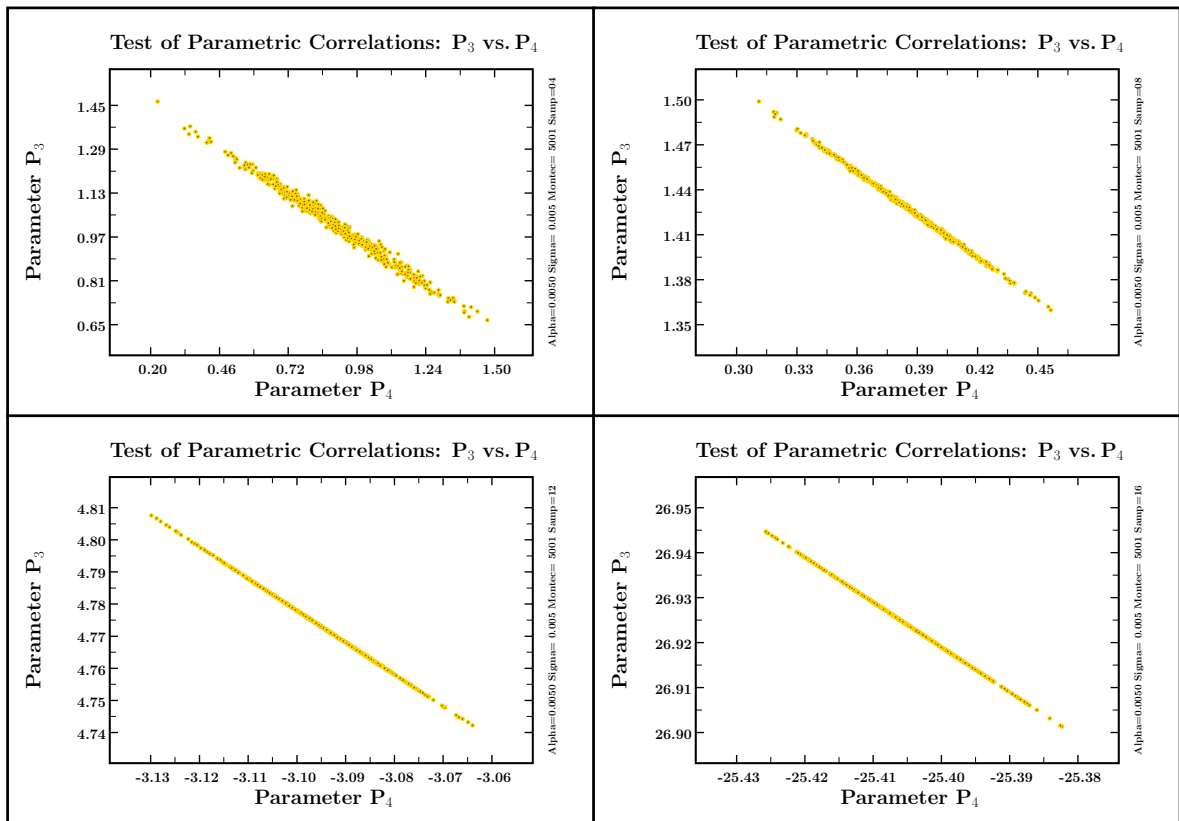 Test of Parametric Correlations: P₃ vs. P₄
Parameter P₃
1.45
1.29
1.13
0.97
0.81
0.65
0.20 0.46 0.72 0.98 1.24 1.50
Parameter P₄
Alpha=0.0050 Sigma= 0.005 Montec= 5001 Samp=04
Test of Parametric Correlations: P₃ vs. P₄
Parameter P₃
1.50
1.47
1.44
1.41
1.38
1.35
0.30 0.33 0.36 0.39 0.42 0.45
Parameter P₄
Alpha=0.0050 Sigma= 0.005 Montec= 5001 Samp=08
Test of Parametric Correlations: P₃ vs. P₄
Parameter P₃
4.81
4.80
4.79
4.78
4.77
4.76
4.75
4.74
-3.13 -3.12 -3.11 -3.10 -3.09 -3.08 -3.07 -3.06
Parameter P₄
Alpha=0.0050 Sigma= 0.005 Montec= 5001 Samp=12
Test of Parametric Correlations: P₃ vs. P₄
Parameter P₃
26.95
26.94
26.93
26.92
26.91
26.90
-25.43 -25.42 -25.41 -25.40 -25.39 -25.38
Parameter P₄
Alpha=0.0050 Sigma= 0.005 Montec= 5001 Samp=16